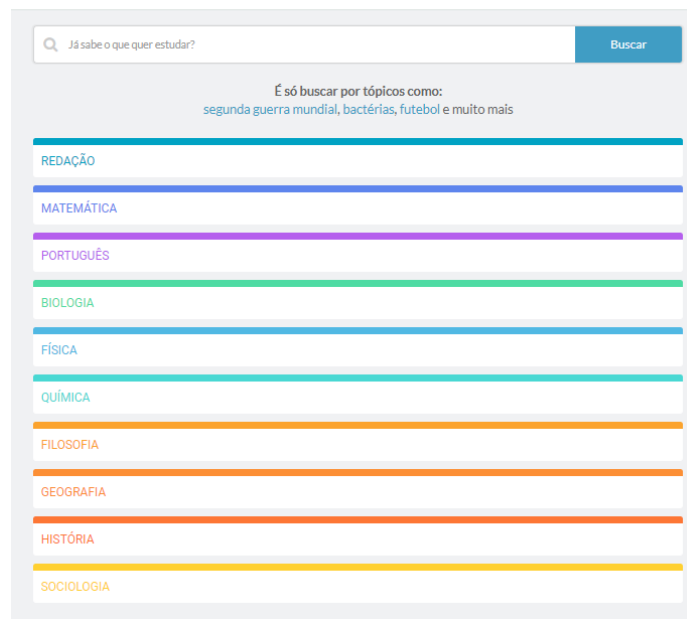 Já sabe o que quer estudar?
Buscar
É só buscar por tópicos como:
segunda guerra mundial, bactérias, futebol e muito mais
REDAÇÃO
MATEMÁTICA
PORTUGUÊS
BIOLOGIA
FÍSICA
QUÍMICA
FILOSOFIA
GEOGRAFIA
HISTÓRIA
SOCIOLOGIA